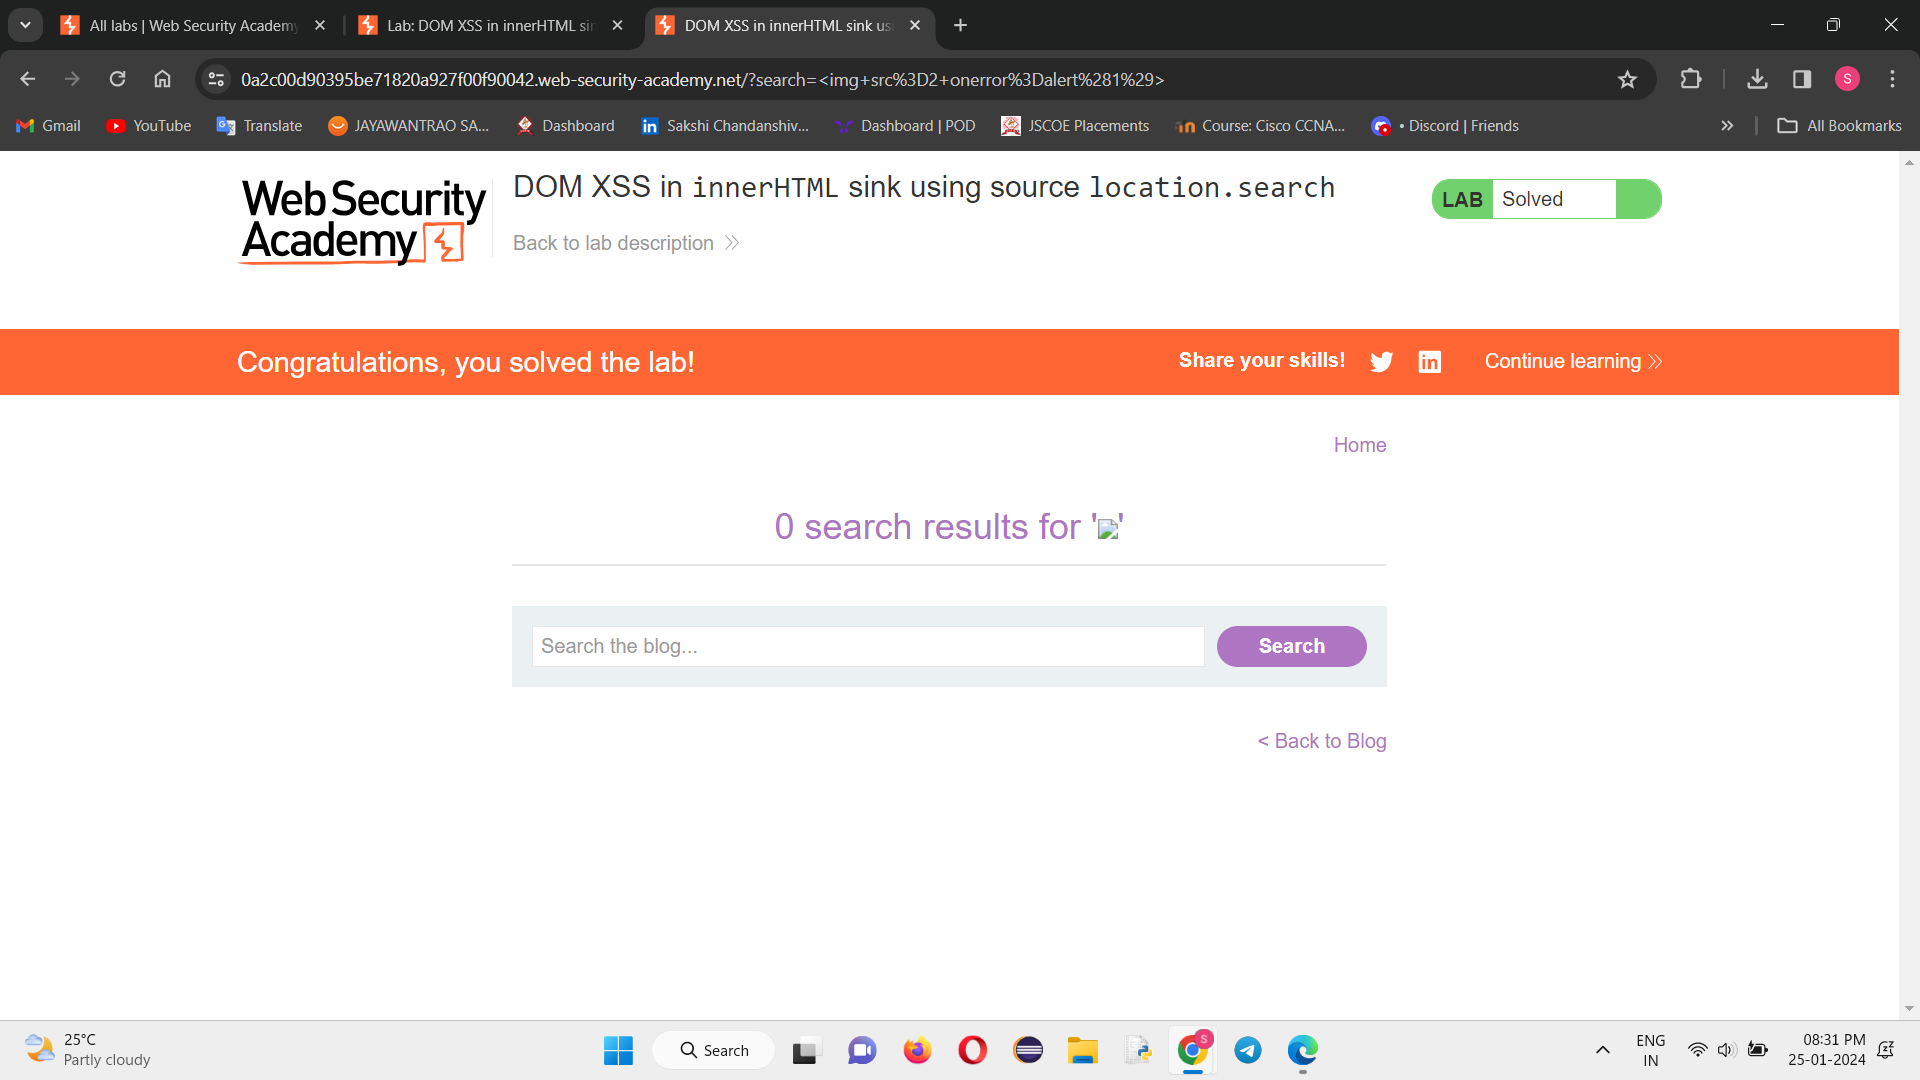 All labs | Web Security Academy
Lab: DOM XSS in innerHTML sin
DOM XSS in innerHTML sink us
0a2c00d90395be71820a927f00f90042.web-security-academy.net/?search=<img+src%3D2+onerror%3Dalert%281%29>
S
Gmail
YouTube
Translate
JAYAWANTRAO SA...
Dashboard
Sakshi Chandanshiv...
Dashboard | POD
JSCOE Placements
Course: Cisco CCNA...
• Discord | Friends
All Bookmarks
Web Security
Academy
DOM XSS in innerHTML sink using source location.search
Back to lab description
LAB Solved
Congratulations, you solved the lab!
Share your skills!
Continue learning
Home
0 search results for ''
Search the blog...
Search
< Back to Blog
25°C
Partly cloudy
Search
S
ENG
IN
08:31 PM
25-01-2024